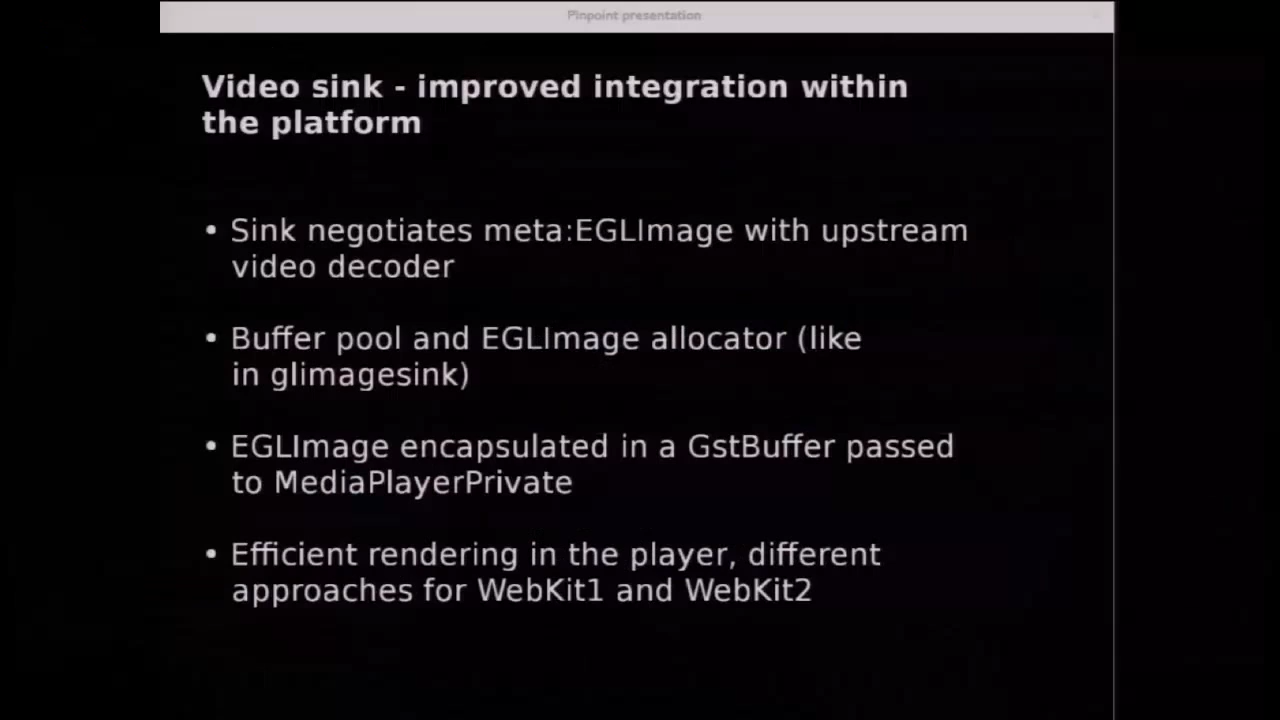 Pinpoint presentation
Video sink - improved integration within
the platform
• Sink negotiates meta:EGLImage with upstream
video decoder
• Buffer pool and EGLImage allocator (like
in glimagesink)
• EGLImage encapsulated in a GstBuffer passed
to MediaPlayerPrivate
• Efficient rendering in the player, different
approaches for WebKit1 and WebKit2